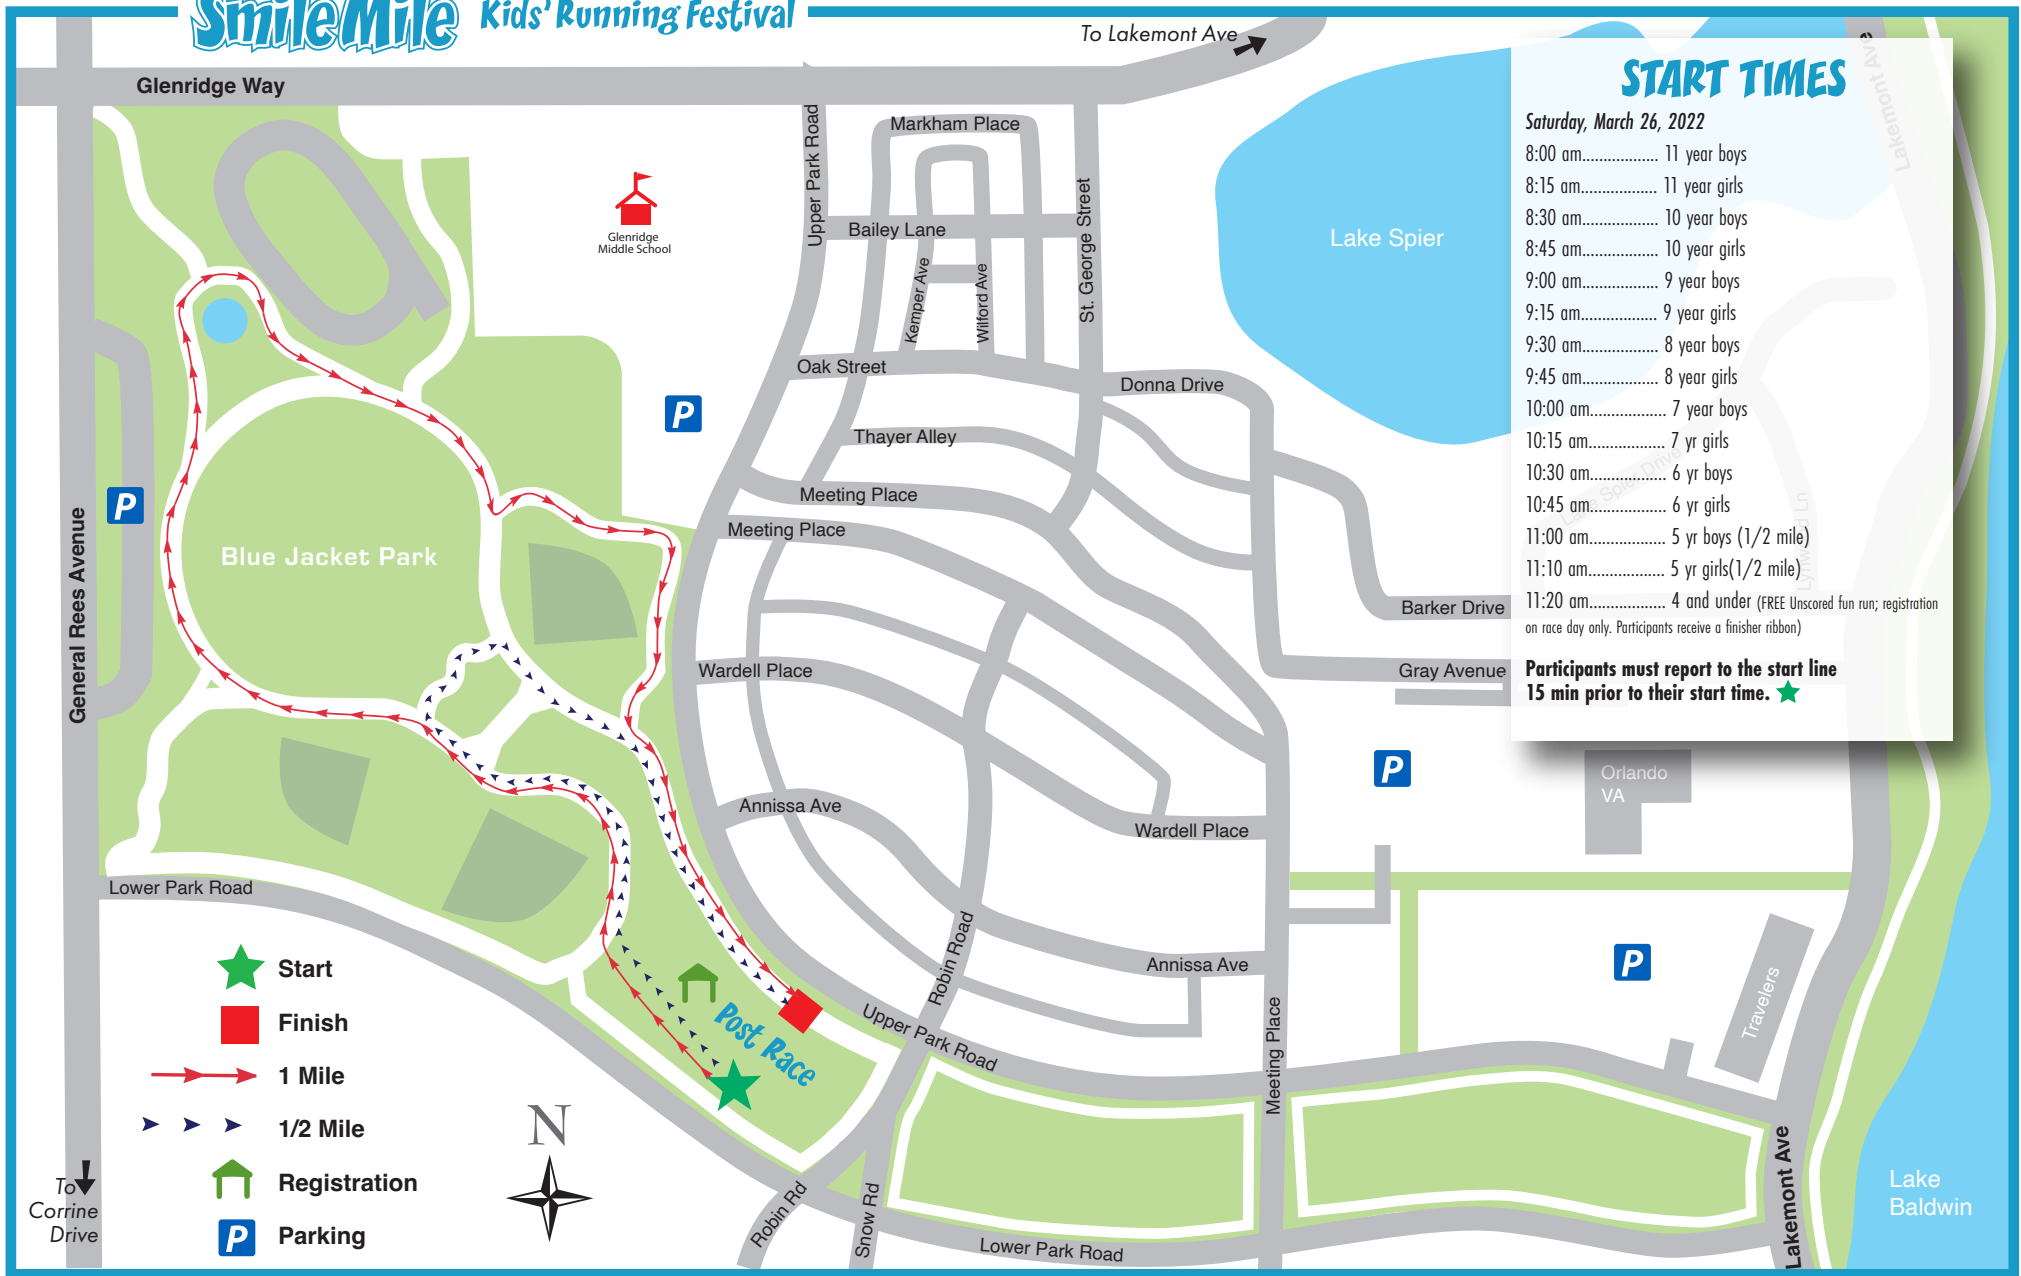 Smile Mile Kids' Running Festival
To Lakemont Ave
Glenridge Way
START TIMES
Saturday, March 26, 2022
8:00 am.................. 11 year boys
8:15 am.................. 11 year girls
8:30 am.................. 10 year boys
8:45 am.................. 10 year girls
9:00 am.................. 9 year boys
9:15 am.................. 9 year girls
9:30 am.................. 8 year boys
9:45 am.................. 8 year girls
10:00 am.................. 7 year boys
10:15 am.................. 7 yr girls
10:30 am.................. 6 yr boys
10:45 am.................. 6 yr girls
11:00 am.................. 5 yr boys (1/2 mile)
11:10 am.................. 5 yr girls(1/2 mile)
11:20 am.................. 4 and under (FREE Unscored fun run; registration
on race day only. Participants receive a finisher ribbon)
Participants must report to the start line
15 min prior to their start time.
Lakemont Ave
Lake Spier Drive
Markham Place
Upper Park Road
Bailey Lane
St. George Street
Kemper Ave
Wilford Ave
Glenridge
Middle School
Lake Spier
Oak Street
Donna Drive
P
Thayer Alley
Meeting Place
Meeting Place
P
General Rees Avenue
Blue Jacket Park
Barker Drive
Wardell Place
Gray Avenue
P
Orlando
VA
Annissa Ave
Wardell Place
Lower Park Road
Robin Road
Annissa Ave
P
Travelers
Upper Park Road
Meeting Place
Post Race
Start
Finish
1 Mile
1/2 Mile
Registration
P Parking
N
To
Corrine
Drive
Robin Rd
Snow Rd
Lower Park Road
Lakemont Ave
Lake
Baldwin